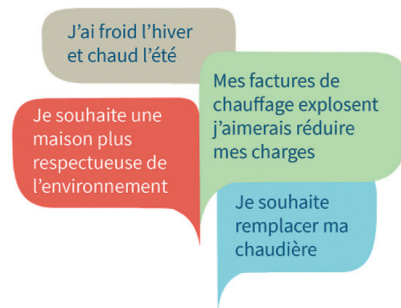 J'ai froid l'hiver
et chaud l'été
Mes factures de
chauffage explosent
j'aimerais réduire
mes charges
Je souhaite une
maison plus
respectueuse de
l'environnement
Je souhaite
remplacer ma
chaudière